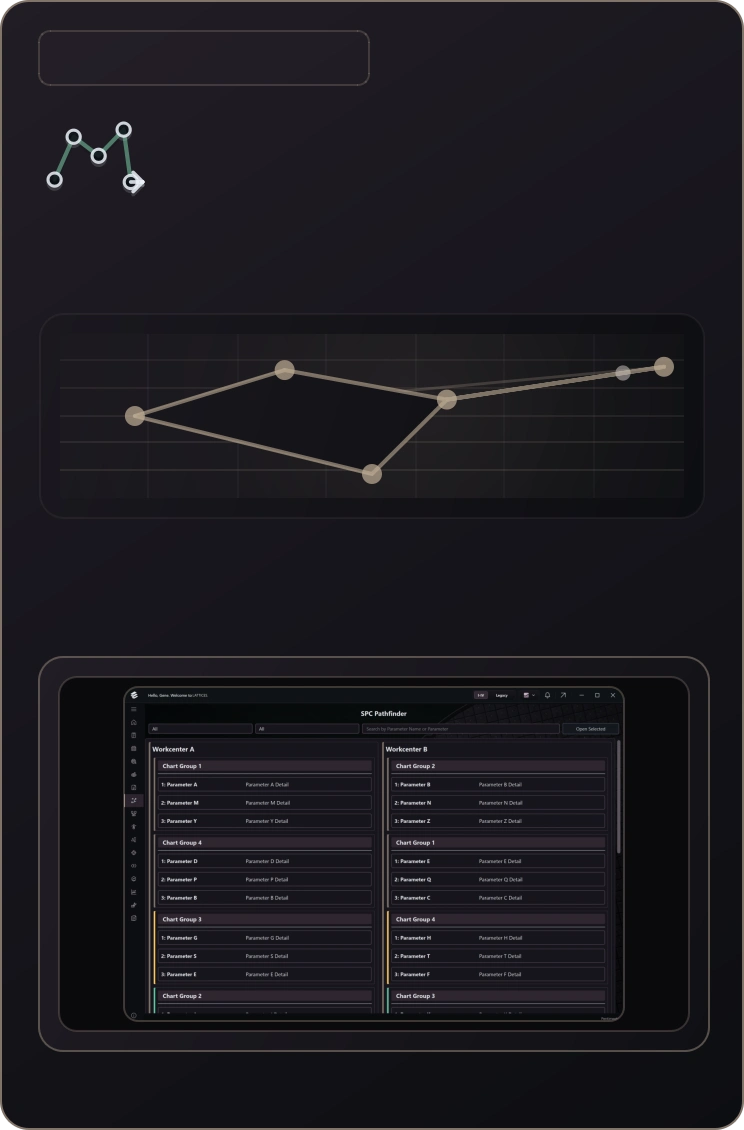 Hello, Gene. Welcome to: LATTICES
Legacy
SPC Pathfinder
All
All
Search by Parameter Name or Parameter
Open Selected
Workcenter A
Chart Group 1
1: Parameter A Parameter A Detail
2: Parameter M Parameter M Detail
3: Parameter Y Parameter Y Detail
Chart Group 4
1: Parameter D Parameter D Detail
2: Parameter P Parameter P Detail
3: Parameter B Parameter B Detail
Chart Group 3
1: Parameter G Parameter G Detail
2: Parameter S Parameter S Detail
3: Parameter E Parameter E Detail
Chart Group 2
Workcenter B
Chart Group 2
1: Parameter B Parameter B Detail
2: Parameter N Parameter N Detail
3: Parameter Z Parameter Z Detail
Chart Group 1
1: Parameter E Parameter E Detail
2: Parameter Q Parameter Q Detail
3: Parameter C Parameter C Detail
Chart Group 4
1: Parameter H Parameter H Detail
2: Parameter T Parameter T Detail
3: Parameter F Parameter F Detail
Chart Group 3